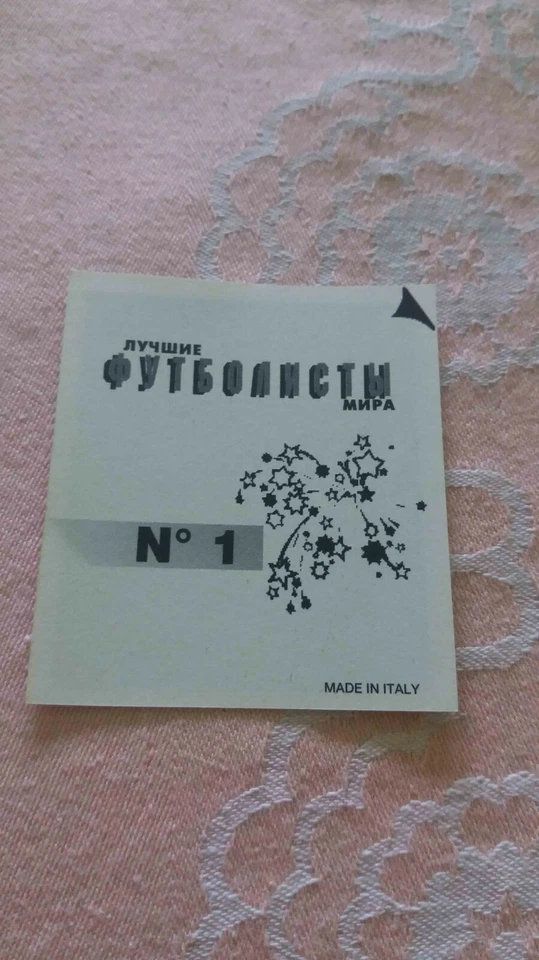 ЛУЧШИЕ
ФУТБОЛИСТЫ
МИРА
N° 1
MADE IN ITALY